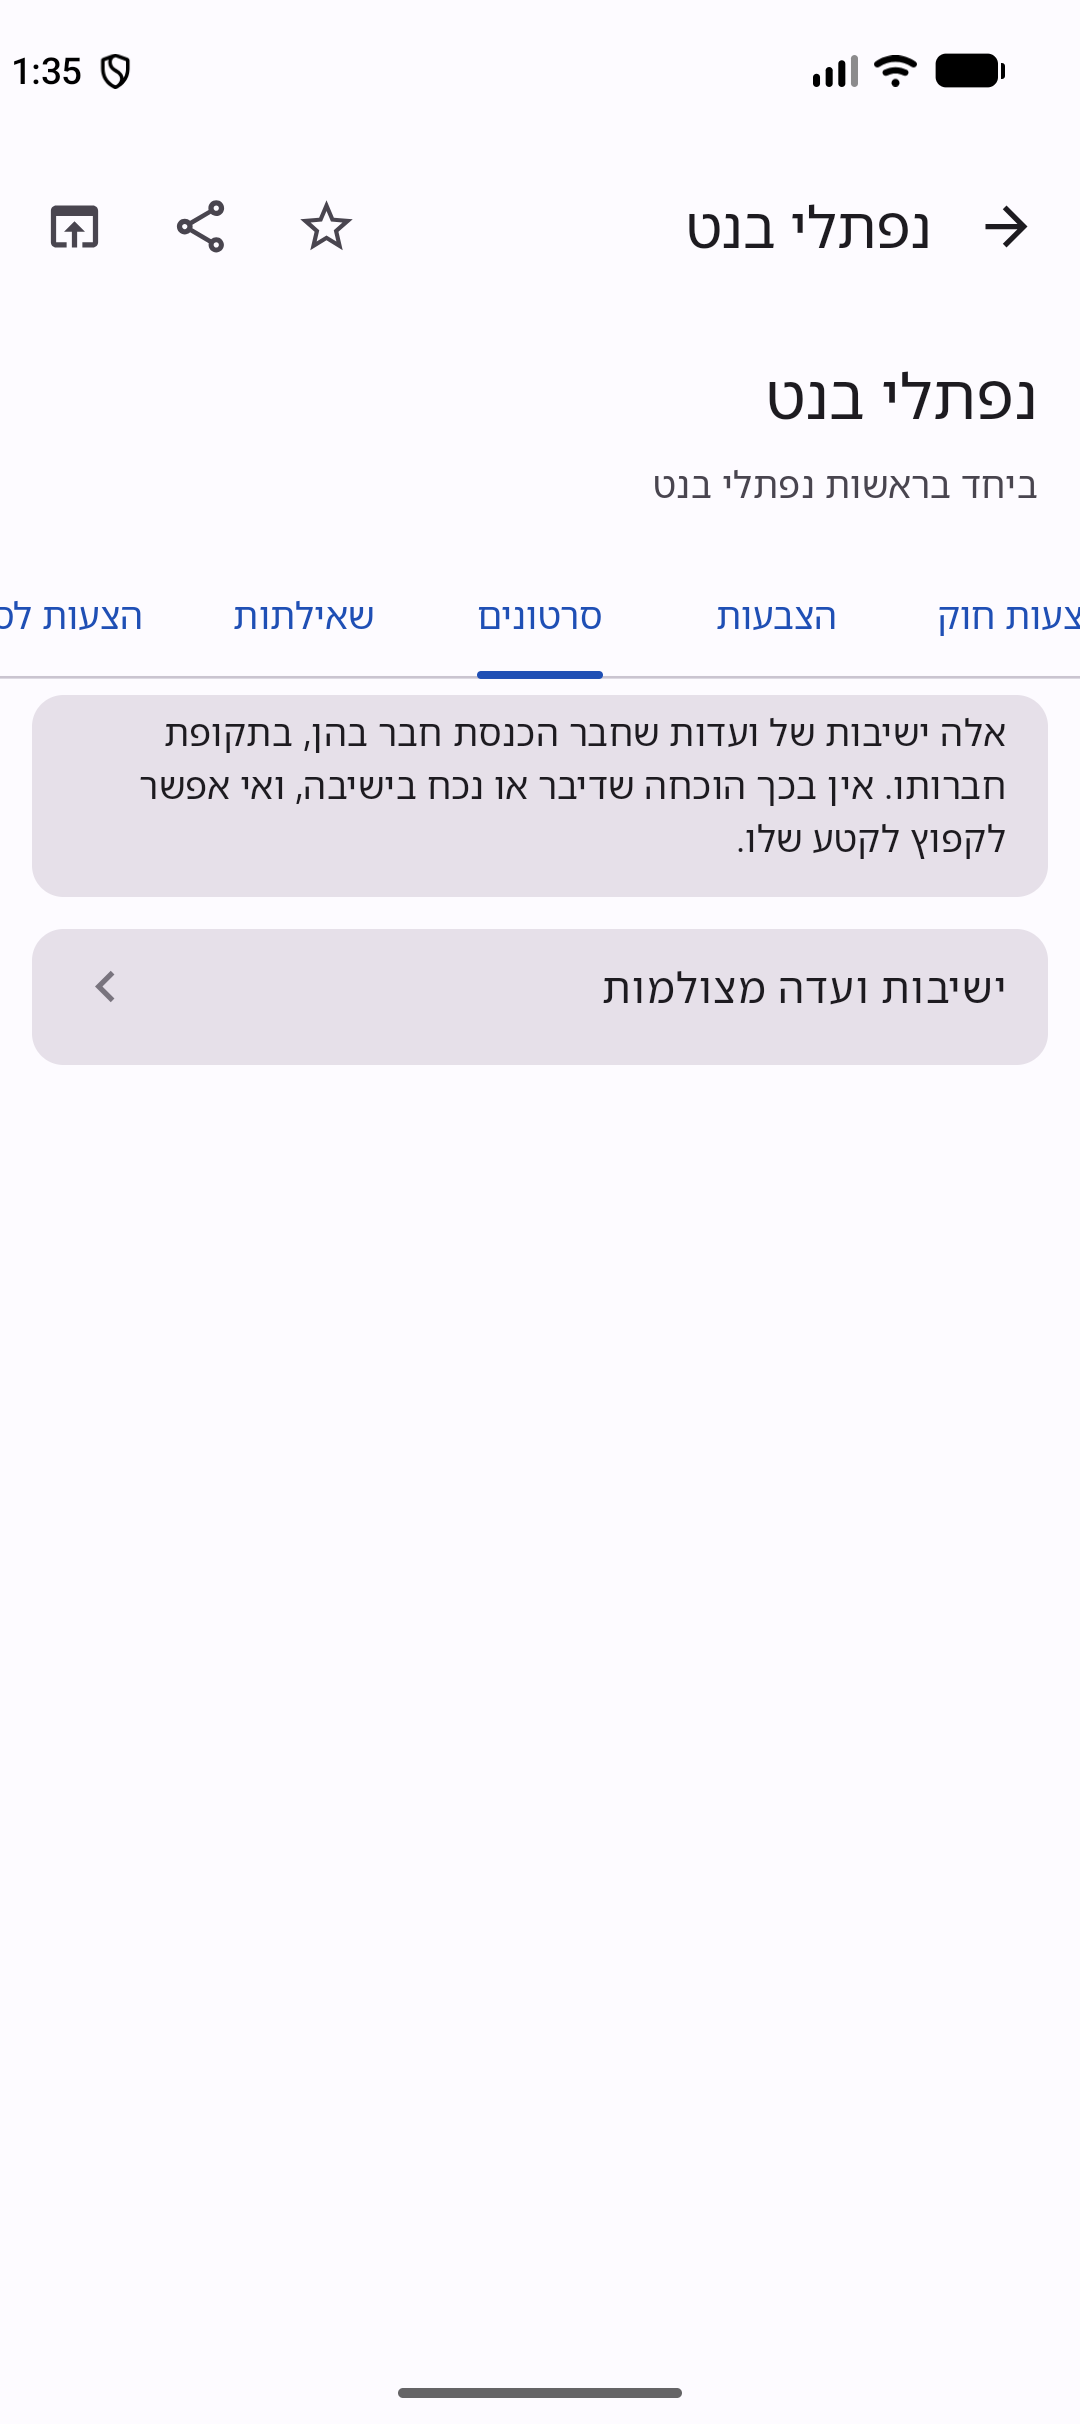 1:35
נפתלי בנט
נפתלי בנט
ביחד בראשות נפתלי בנט
צעות חוק
הצבעות
סרטונים
שאילתות
הצעות לס
אלה ישיבות של ועדות שחבר הכנסת חבר בהן, בתקופת
חברותו. אין בכך הוכחה שדיבר או נכח בישיבה, ואי אפשר
לקפוץ לקטע שלו.
ישיבות ועדה מצולמות